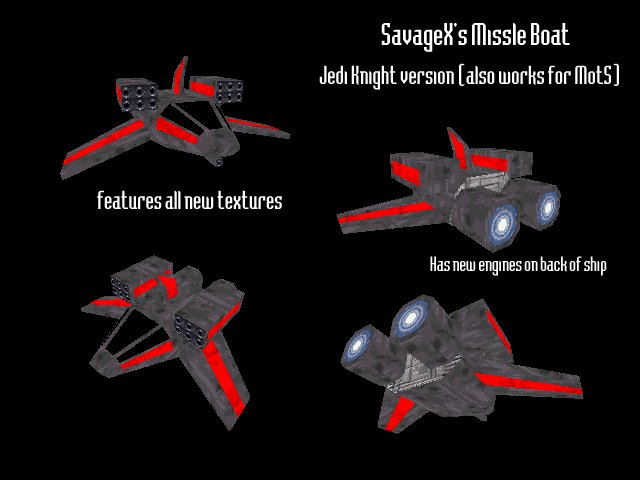 SavageX's Missle Boat
Jedi Knight version (also works for MotS)
features all new textures
Has new engines on back of ship